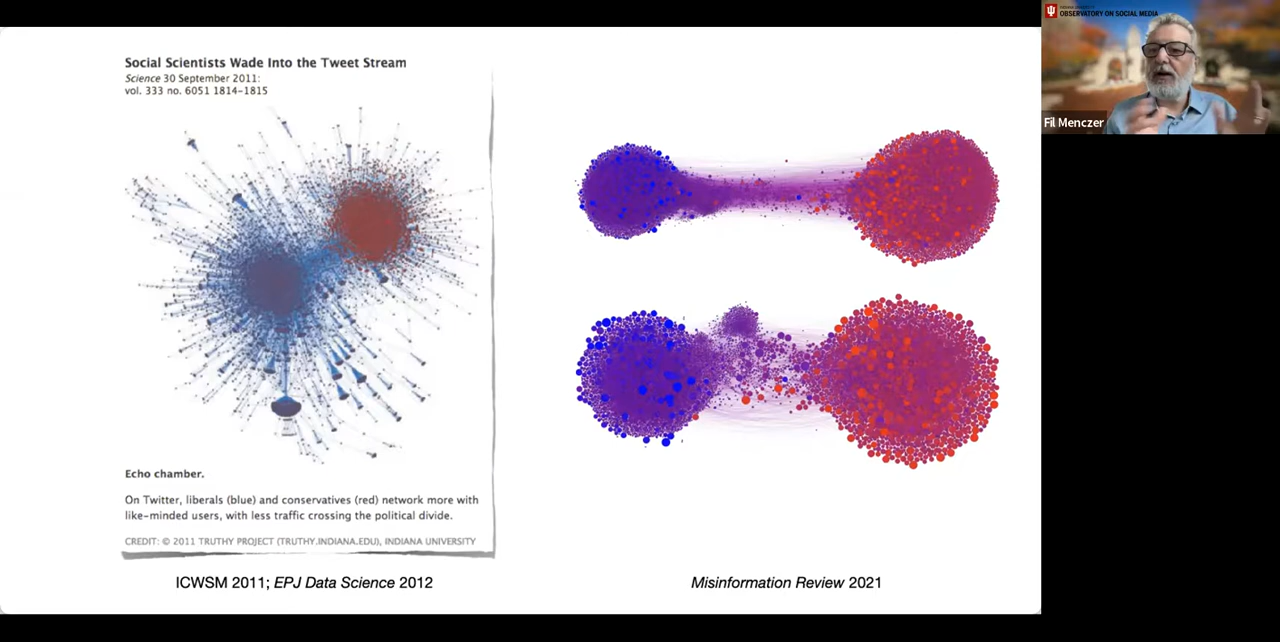 Social Scientists Wade Into the Tweet Stream
Science 30 September 2011:
vol. 333 no. 6051 1814-1815
Echo chamber.
On Twitter, liberals (blue) and conservatives (red) network more with
like-minded users, with less traffic crossing the political divide.
CREDIT: © 2011 TRUTHY PROJECT (TRUTHY.INDIANA.EDU), INDIANA UNIVERSITY
ICWSM 2011; EPJ Data Science 2012
Misinformation Review 2021
INDIANA UNIVERSITY
OBSERVATORY ON SOCIAL MEDIA
Fil Menczer